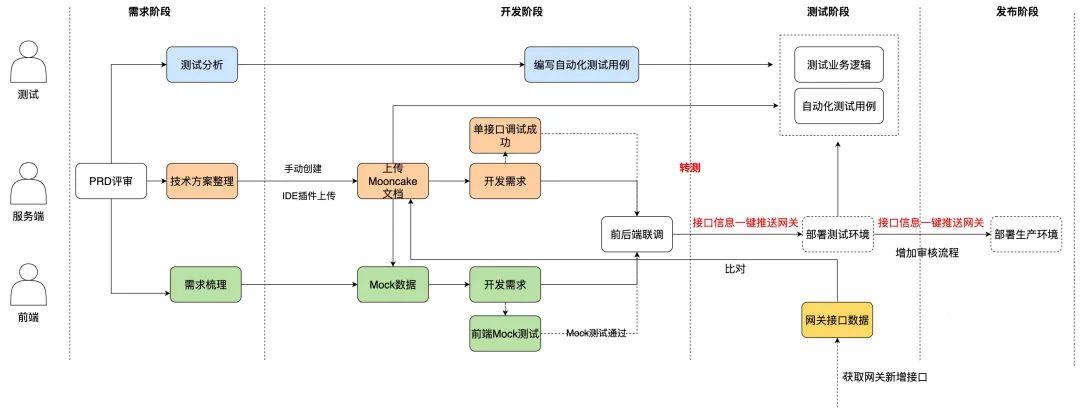 需求阶段
开发阶段
测试阶段
发布阶段
测试
测试分析
编写自动化测试用例
测试业务逻辑
自动化测试用例
服务端
PRD评审
技术方案整理
手动创建
IDE插件上传
上传
Mooncake
文档
单接口调试成
功
开发需求
转测
前后端联调
接口信息一键推送网关
部署测试环境
接口信息一键推送网关
增加审核流程
部署生产环境
前端
需求梳理
Mock数据
开发需求
前端Mock测试
Mock测试通过
比对
网关接口数据
获取网关新增接口